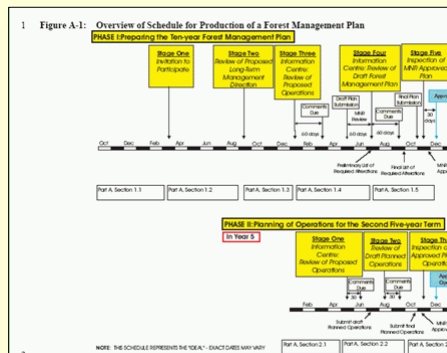 1 Figure A-1: Overview of Schedule for Production of a Forest Management Plan
PHASE I:Preparing the Ten-year Forest Management Plan
Stage One
Invitation to
Participate
Stage Two
Review of Proposed
Long-Term
Management
Direction
Stage Three
Information
Centre: Review
of Proposed
Operations
Stage Four
Information
Centre: Review of
Draft Forest
Management Plan
Stage Five
Inspection of
MNR Approved
Plan
Comments
Due
60-days
Draft Plan
Submission
MNR
Review
60-days
Comments
Due
60-days
Final Plan
Submission
30
days
Oct Dec Feb Apr Jun Aug Oct Dec Feb Apr Jun Aug Oct Dec
Preliminary List of
Required Alterations
Final List of
Required Alterations
MNR
Part A, Section 1.1
Part A, Section 1.2
Part A, Section 1.3
Part A, Section 1.4
Part A, Section 1.5
PHASE II:Planning of Operations for the Second Five-year Term
In Year 5
Stage One
Information
Centre:
Review of Proposed
Operations
Stage Two
Review of
Draft Planned
Operations
Comments
Due
30
Comments
Due
30
Feb Apr Jun Aug Oct Dec
Submit draft
Planned Operations
Submit final
Planned Operations
MNR
NOTE: THIS SCHEDULE REPRESENTS THE "IDEAL" - EXACT DATES MAY VARY
Part A, Section 2.1
Part A, Section 2.2